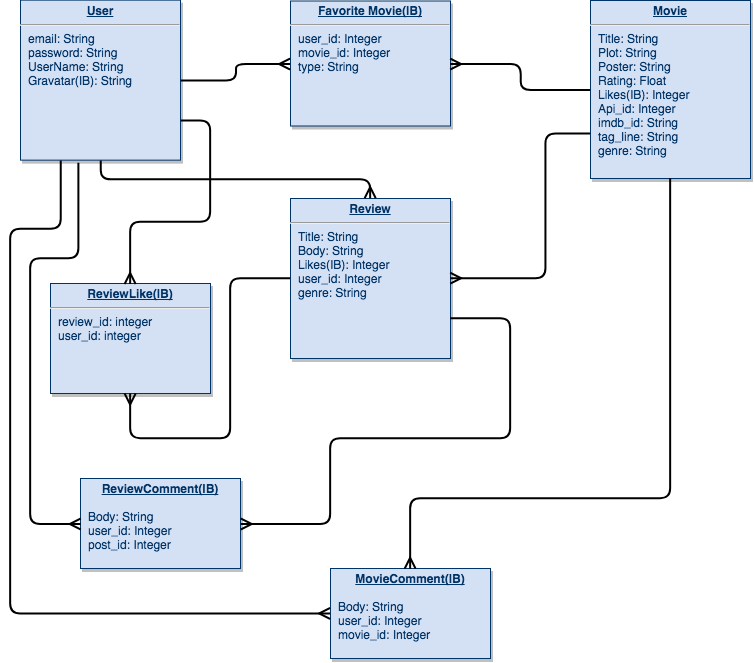 User
email: String
password: String
UserName: String
Gravatar(IB): String
Favorite Movie(IB)
user_id: Integer
movie_id: Integer
type: String
Movie
Title: String
Plot: String
Poster: String
Rating: Float
Likes(IB): Integer
Api_id: Integer
imdb_id: String
tag_line: String
genre: String
Review
Title: String
Body: String
Likes(IB): Integer
user_id: Integer
genre: String
ReviewLike(IB)
review_id: integer
user_id: integer
ReviewComment(IB)
Body: String
user_id: Integer
post_id: Integer
MovieComment(IB)
Body: String
user_id: Integer
movie_id: Integer